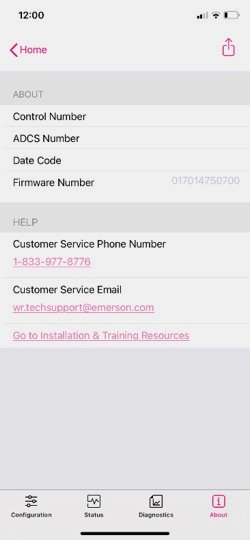 12:00
Home
ABOUT
Control Number
ADCS Number
Date Code
Firmware Number 017014750700
HELP
Customer Service Phone Number
1-833-977-8776
Customer Service Email
wr.techsupport@emerson.com
Go to Installation & Training Resources
Configuration Status Diagnostics About